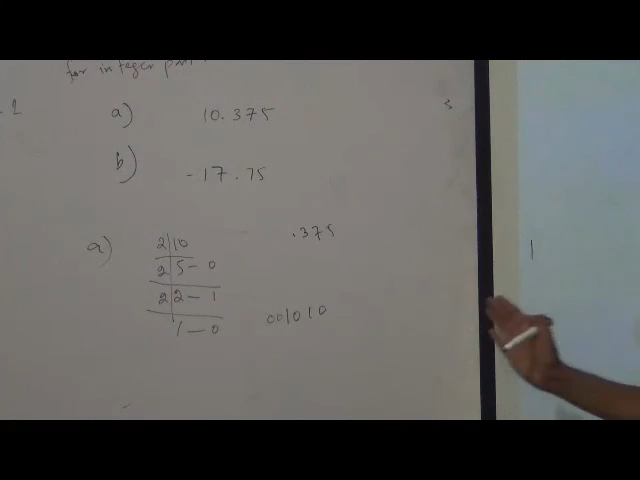 for integer part
- 1
a) 10.375
b) -17.75
a) 2 10 .375
2 5 - 0
2 2 - 1
1 - 0 001010